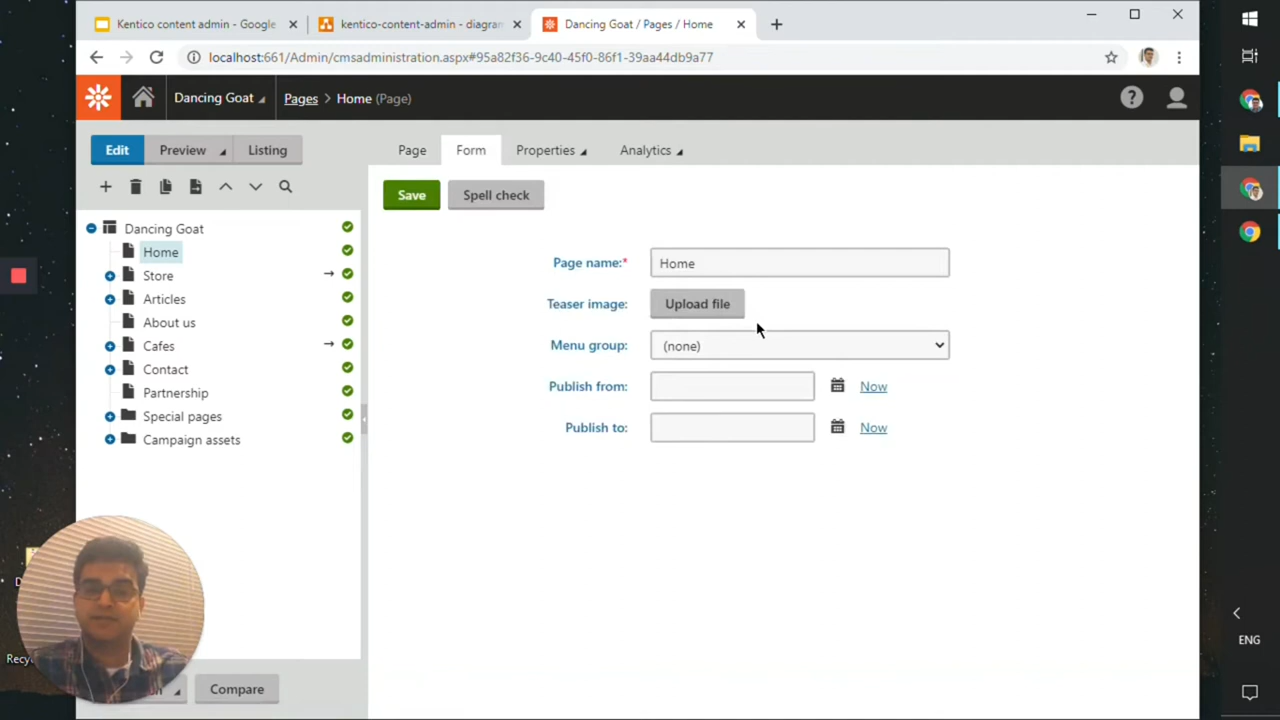 Kentico content admin - Google
kentico-content-admin - diagram
Dancing Goat / Pages / Home
localhost:661/Admin/cmsadministration.aspx#95a82f36-9c40-45f0-86f1-39aa44db9a77
Dancing Goat
Pages > Home (Page)
Edit
Preview
Listing
Page
Form
Properties
Analytics
Save
Spell check
Dancing Goat
Home
Store
Articles
About us
Cafes
Contact
Partnership
Special pages
Campaign assets
Page name:* Home
Teaser image: Upload file
Menu group: (none)
Publish from: Now
Publish to: Now
Compare
ENG